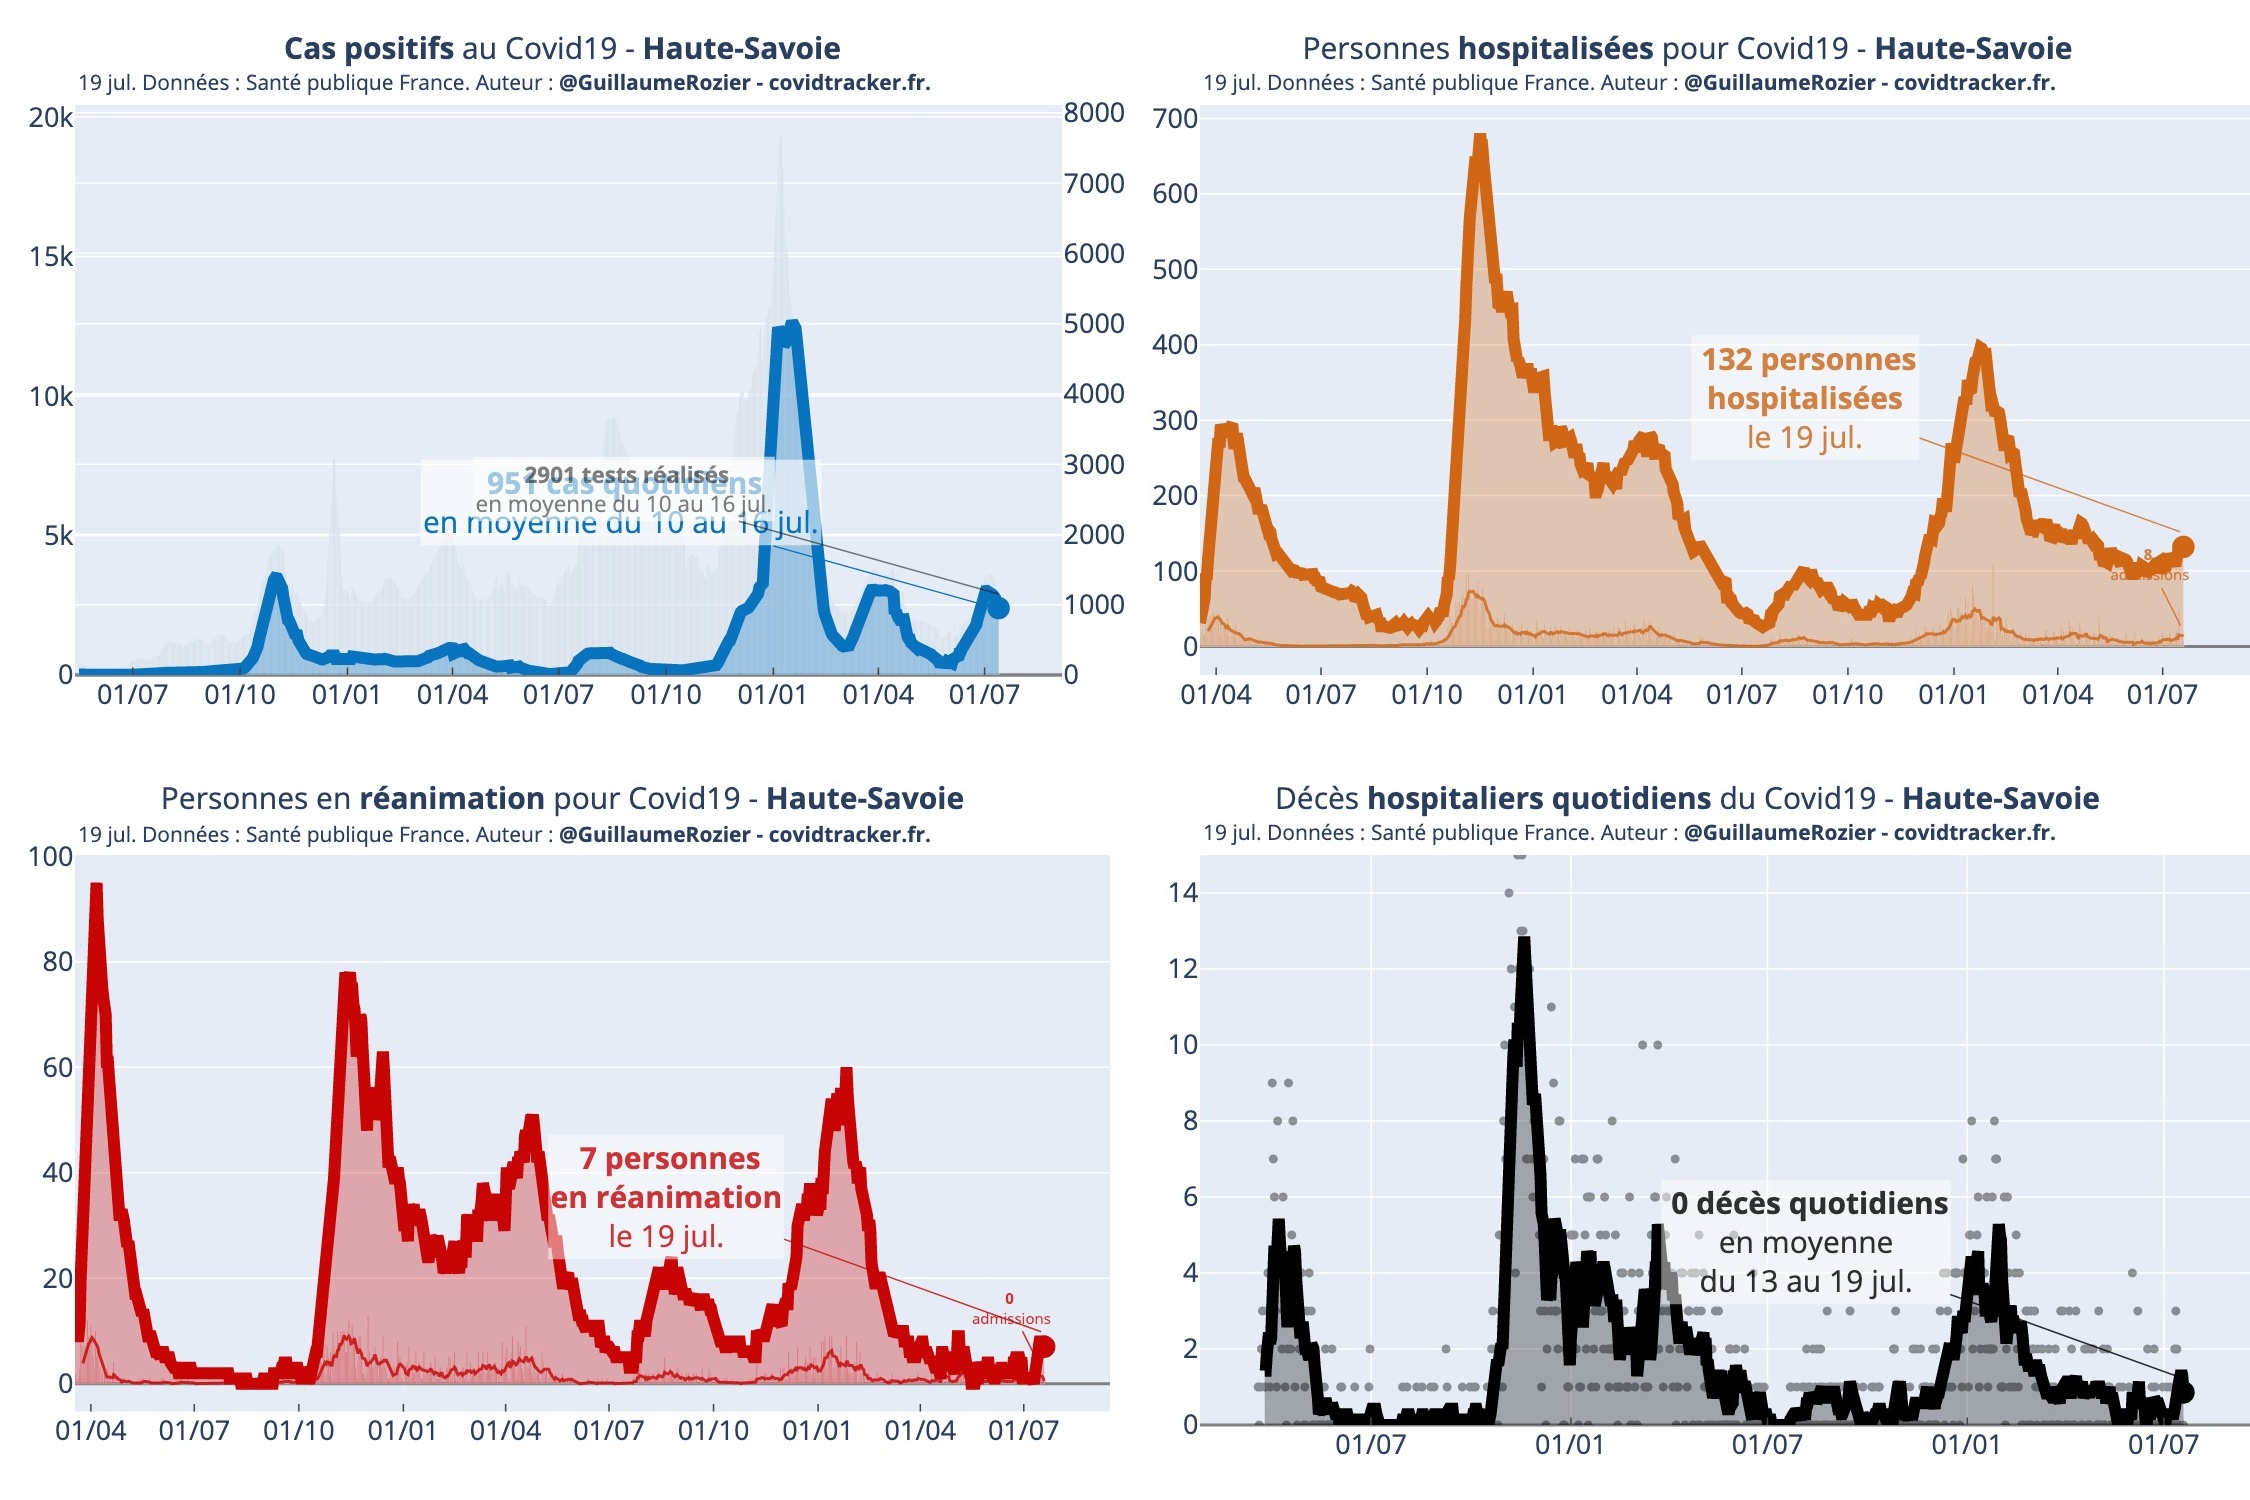 Cas positifs au Covid19 - Haute-Savoie
19 jul. Données : Santé publique France. Auteur : @GuillaumeRozier - covidtracker.fr.
20k
15k
10k
5k
0
8000
7000
6000
5000
4000
3000
2000
1000
0
2901 tests réalisés
en moyenne du 10 au 16 jul.
951 cas quotidiens
en moyenne du 10 au 16 jul.
01/07 01/10 01/01 01/04 01/07 01/10 01/01 01/04 01/07
Personnes hospitalisées pour Covid19 - Haute-Savoie
19 jul. Données : Santé publique France. Auteur : @GuillaumeRozier - covidtracker.fr.
700
600
500
400
300
200
100
0
132 personnes
hospitalisées
le 19 jul.
8
admissions
01/04 01/07 01/10 01/01 01/04 01/07 01/10 01/01 01/04 01/07
Personnes en réanimation pour Covid19 - Haute-Savoie
19 jul. Données : Santé publique France. Auteur : @GuillaumeRozier - covidtracker.fr.
100
80
60
40
20
0
7 personnes
en réanimation
le 19 jul.
0
admissions
01/04 01/07 01/10 01/01 01/04 01/07 01/10 01/01 01/04 01/07
Décès hospitaliers quotidiens du Covid19 - Haute-Savoie
19 jul. Données : Santé publique France. Auteur : @GuillaumeRozier - covidtracker.fr.
14
12
10
8
6
4
2
0
0 décès quotidiens
en moyenne
du 13 au 19 jul.
01/07 01/01 01/07 01/01 01/07